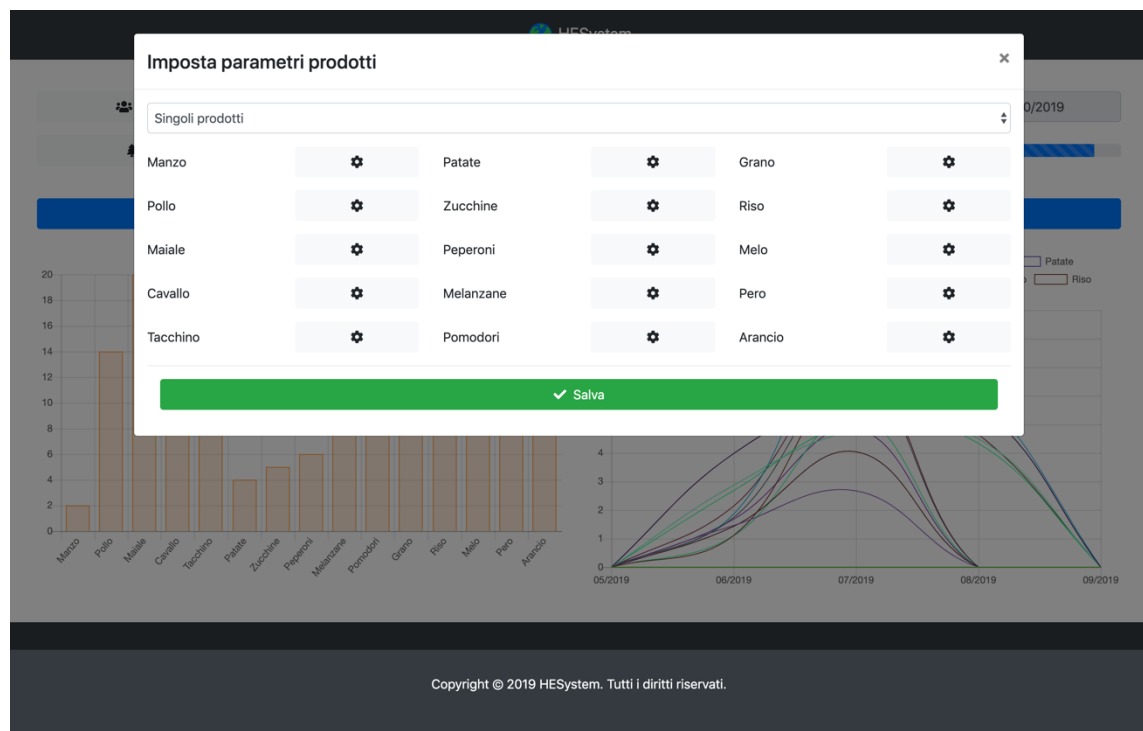 HESystem
Imposta parametri prodotti ×
0/2019
Singoli prodotti
Manzo Patate Grano
Pollo Zucchine Riso
Maiale Peperoni Melo
Cavallo Melanzane Pero
Tacchino Pomodori Arancio
Salva
Patate
Riso
20
18
16
14
12
10
8
6
4
2
0
Manzo Pollo Maiale Cavallo Tacchino Patate Zucchine Peperoni Melanzane Pomodori Grano Riso Melo Pero Arancio
4
3
2
1
0
05/2019 06/2019 07/2019 08/2019 09/2019
Copyright © 2019 HESystem. Tutti i diritti riservati.